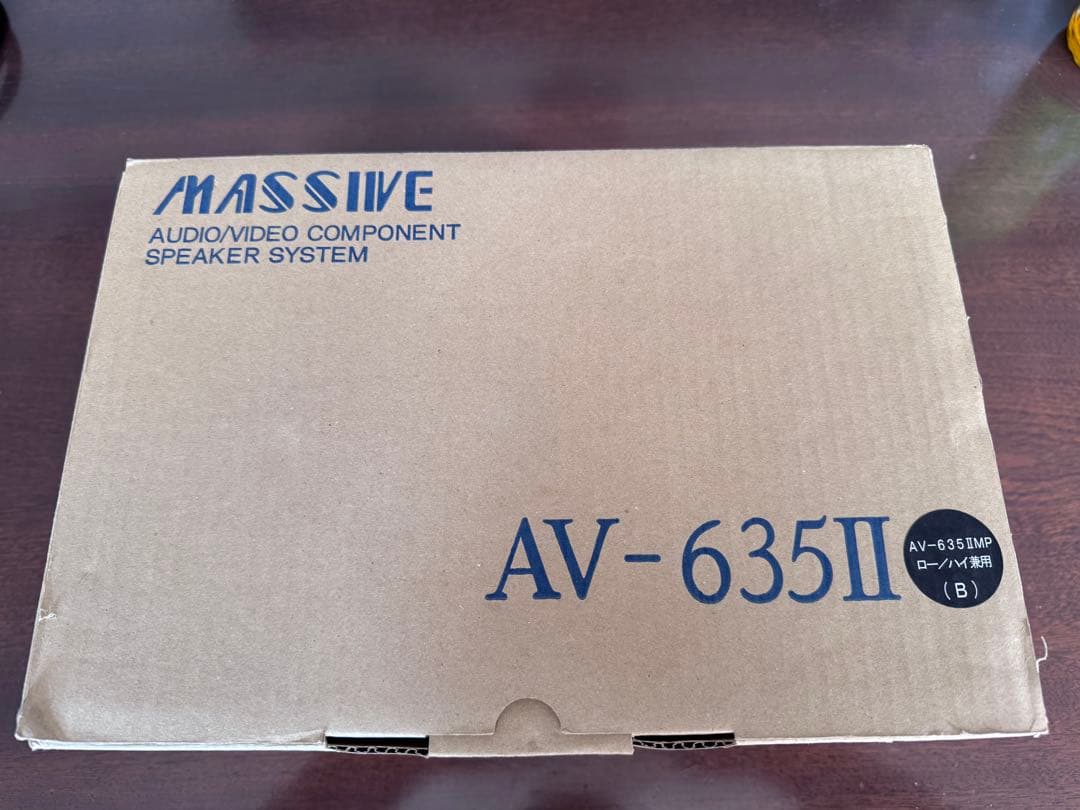 MASSIVE
AUDIO/VIDEO COMPONENT
SPEAKER SYSTEM
AV-635II
AV-635ⅡMP
ロー/ハイ兼用
(B)